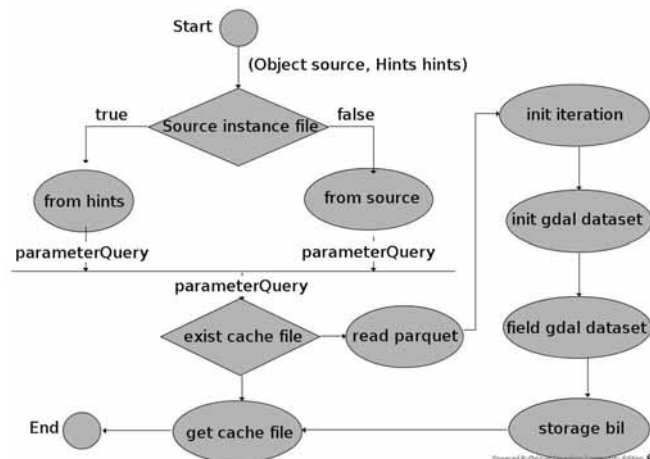 Start
(Object source, Hints hints)
true
false
Source instance file
init iteration
from hints
from source
init gdal dataset
parameterQuery
parameterQuery
parameterQuery
exist cache file
read parquet
field gdal dataset
End
get cache file
storage bil